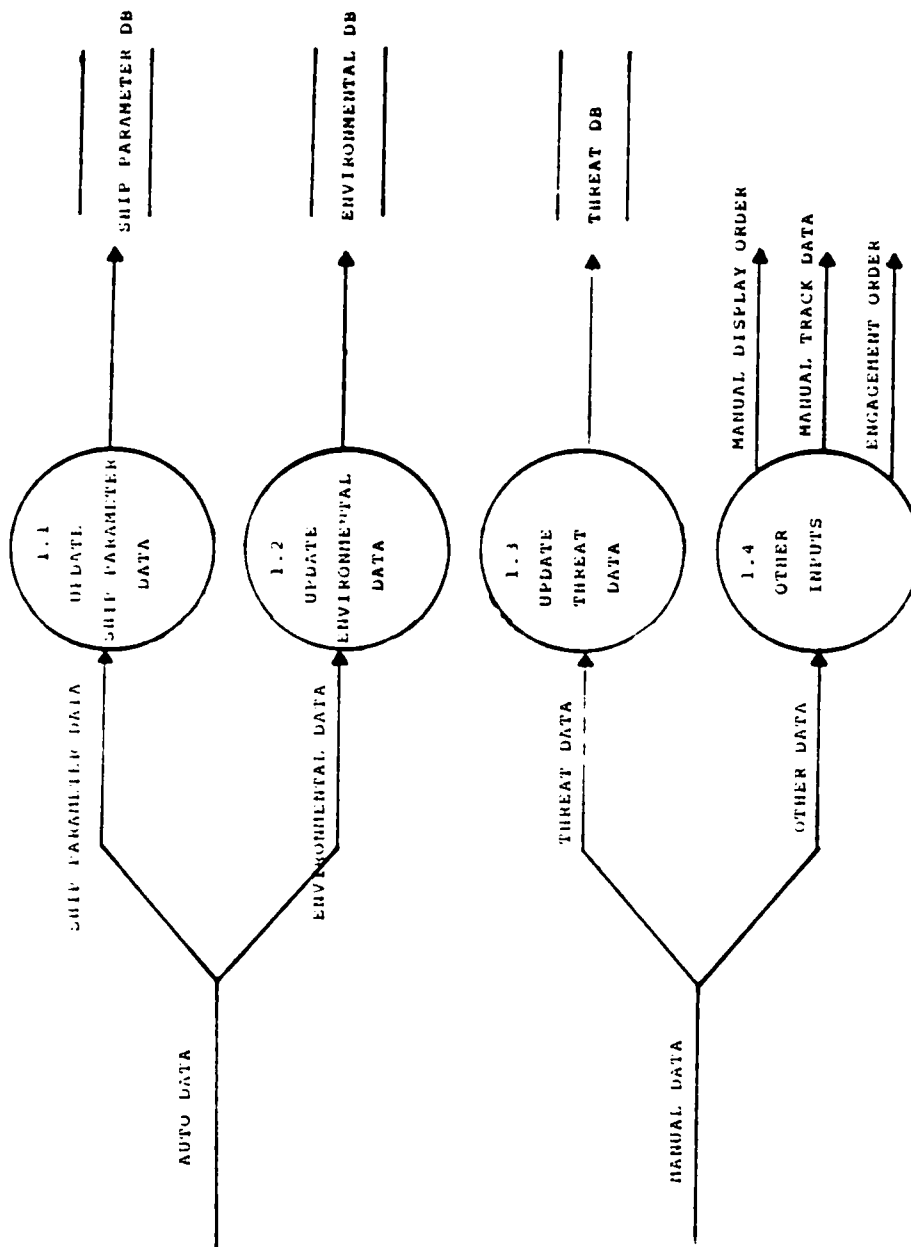 AUTO DATA
SHIP PARAMETER DATA
1.1
UPDATE
SHIP PARAMETER
DATA
SHIP PARAMETER DB
ENVIRONMENTAL DATA
1.2
UPDATE
ENVIRONMENTAL
DATA
ENVIRONMENTAL DB
MANUAL DATA
THREAT DATA
1.3
UPDATE
THREAT
DATA
THREAT DB
OTHER DATA
1.4
OTHER
INPUTS
MANUAL DISPLAY ORDER
MANUAL TRACK DATA
ENGAGEMENT ORDER